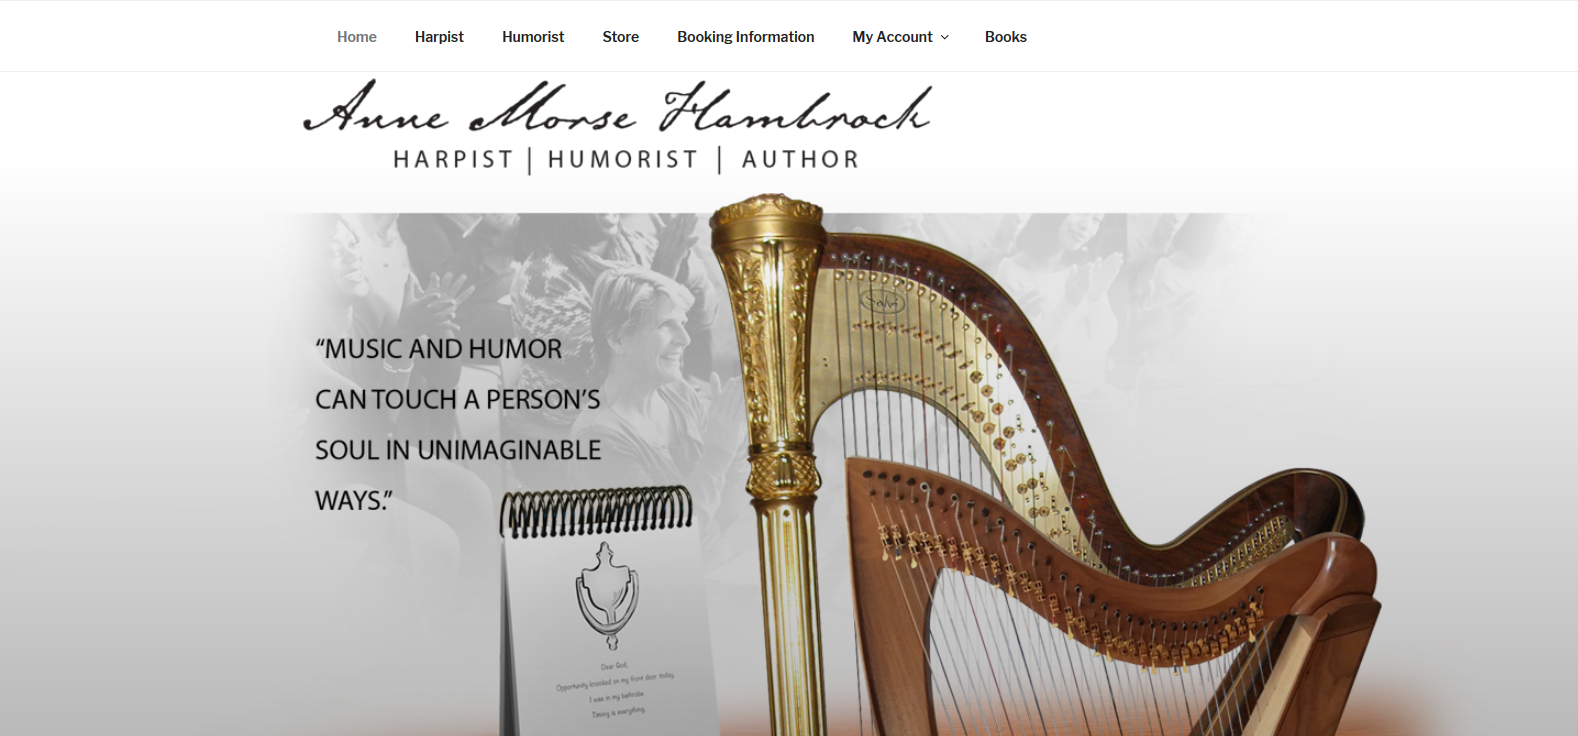 Home Harpist Humorist Store Booking Information My Account Books
Anne Morse Hambrock
HARPIST | HUMORIST | AUTHOR
Salvi
“MUSIC AND HUMOR
CAN TOUCH A PERSON’S
SOUL IN UNIMAGINABLE
WAYS.”
Dear God,
Opportunity knocked on my front door today.
I was in my bathrobe.
Timing is everything.